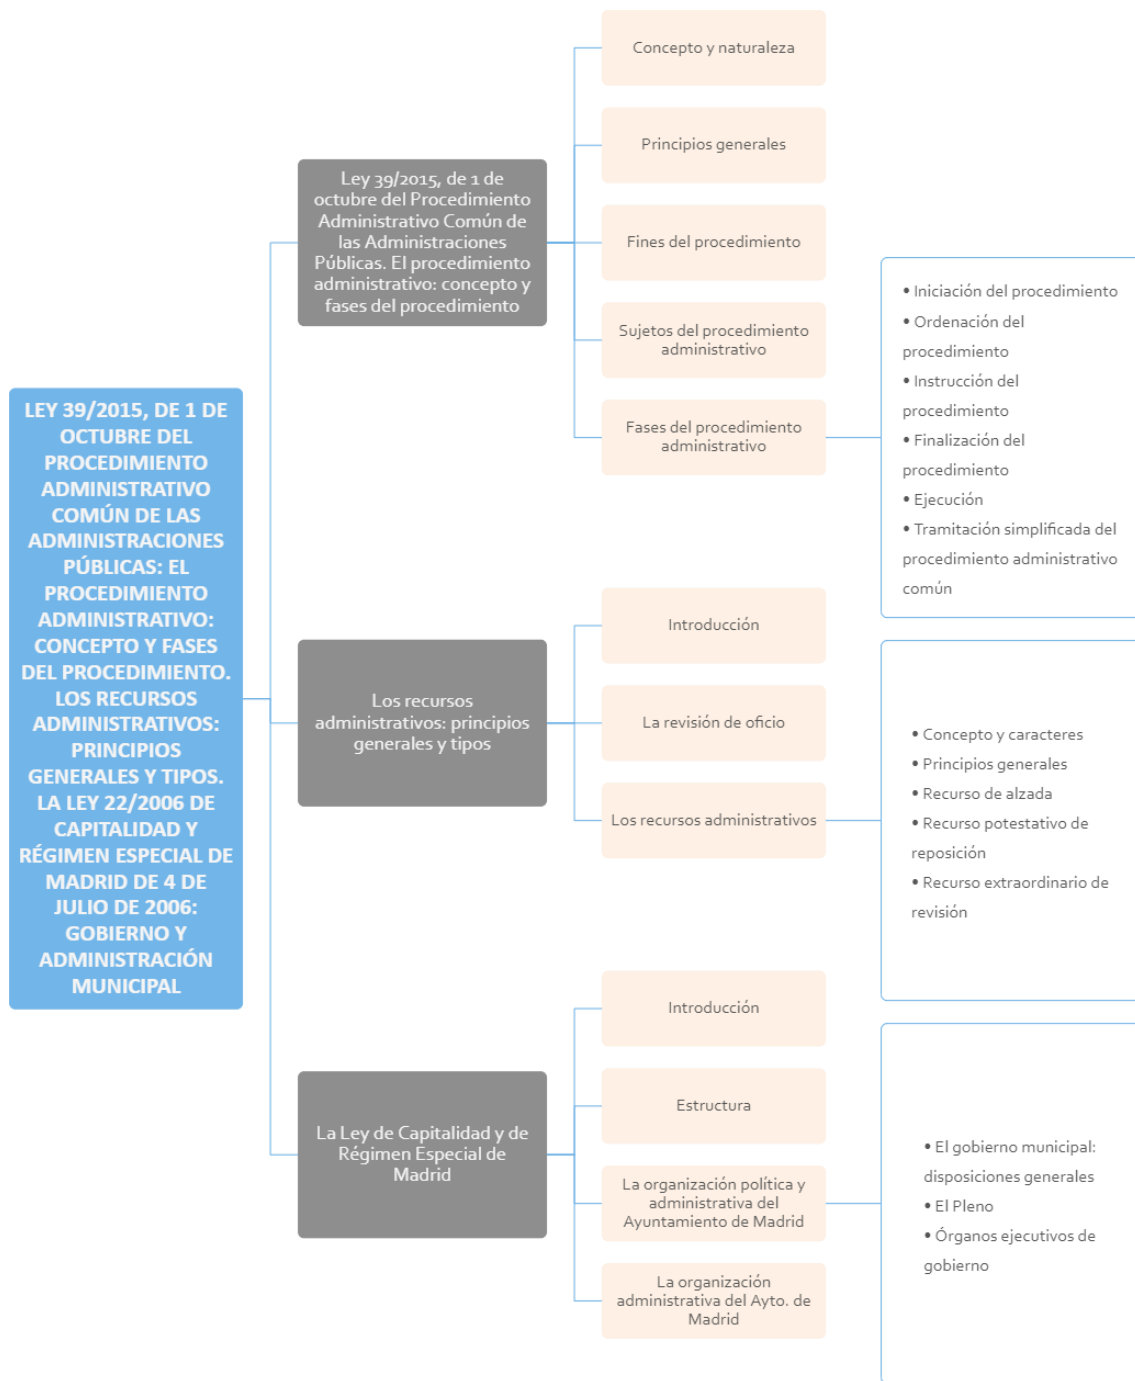 LEY 39/2015, DE 1 DE
OCTUBRE DEL
PROCEDIMIENTO
ADMINISTRATIVO
COMÚN DE LAS
ADMINISTRACIONES
PÚBLICAS: EL
PROCEDIMIENTO
ADMINISTRATIVO:
CONCEPTO Y FASES
DEL PROCEDIMIENTO.
LOS RECURSOS
ADMINISTRATIVOS:
PRINCIPIOS
GENERALES Y TIPOS.
LA LEY 22/2006 DE
CAPITALIDAD Y
RÉGIMEN ESPECIAL DE
MADRID DE 4 DE
JULIO DE 2006:
GOBIERNO Y
ADMINISTRACIÓN
MUNICIPAL
Ley 39/2015, de 1 de
octubre del Procedimiento
Administrativo Común de
las Administraciones
Públicas. El procedimiento
administrativo: concepto y
fases del procedimiento
Concepto y naturaleza
Principios generales
Fines del procedimiento
Sujetos del procedimiento
administrativo
Fases del procedimiento
administrativo
• Iniciación del procedimiento
• Ordenación del
procedimiento
• Instrucción del
procedimiento
• Finalización del
procedimiento
• Ejecución
• Tramitación simplificada del
procedimiento administrativo
común
Los recursos
administrativos: principios
generales y tipos
Introducción
La revisión de oficio
Los recursos administrativos
• Concepto y caracteres
• Principios generales
• Recurso de alzada
• Recurso potestativo de
reposición
• Recurso extraordinario de
revisión
La Ley de Capitalidad y de
Régimen Especial de
Madrid
Introducción
Estructura
La organización política y
administrativa del
Ayuntamiento de Madrid
La organización
administrativa del Ayto. de
Madrid
• El gobierno municipal:
disposiciones generales
• El Pleno
• Órganos ejecutivos de
gobierno